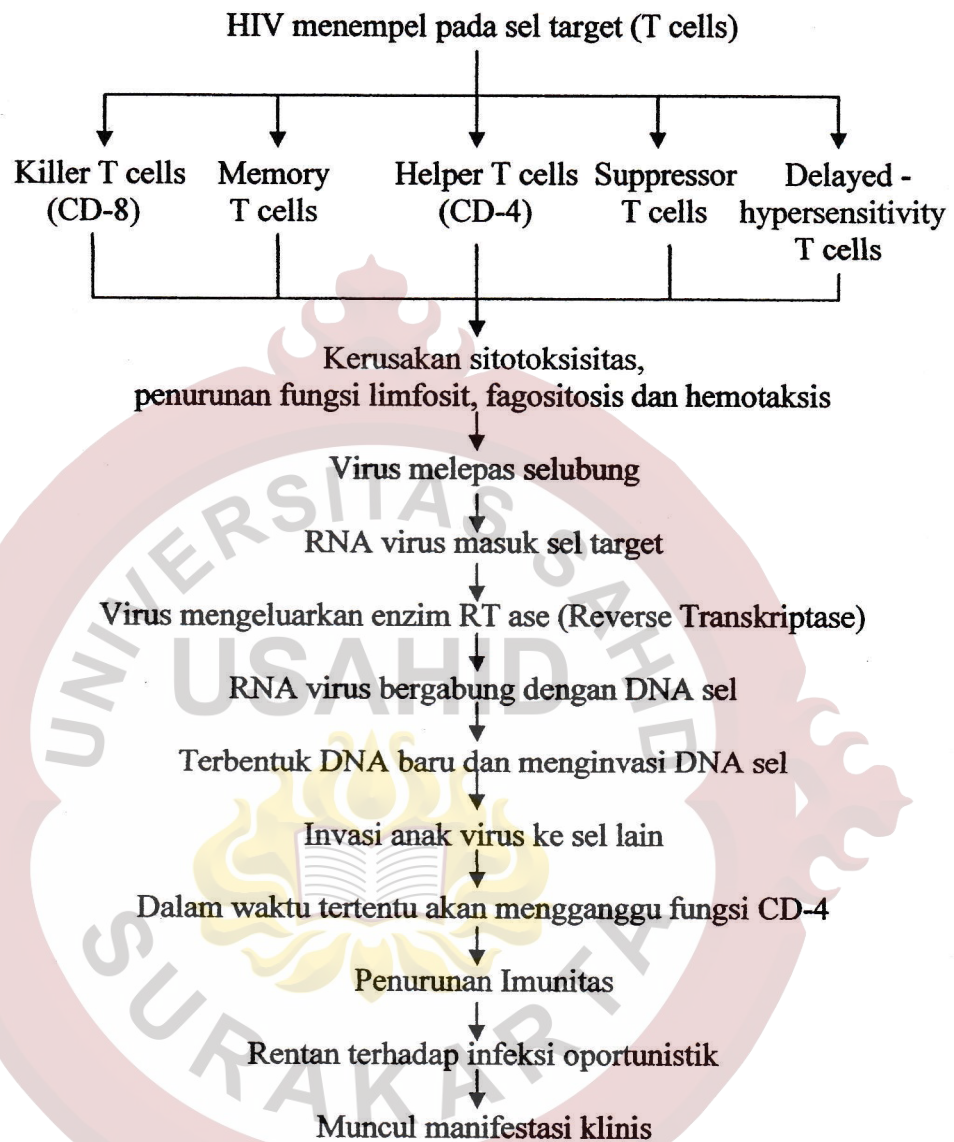 HIV menempel pada sel target (T cells)
Killer T cells Memory Helper T cells Suppressor Delayed -
(CD-8) T cells (CD-4) T cells hypersensitivity
T cells
Kerusakan sitotoksisitas,
penurunan fungsi limfosit, fagositosis dan hemotaksis
Virus melepas selubung
RNA virus masuk sel target
Virus mengeluarkan enzim RT ase (Reverse Transkriptase)
RNA virus bergabung dengan DNA sel
Terbentuk DNA baru dan menginvasi DNA sel
Invasi anak virus ke sel lain
Dalam waktu tertentu akan mengganggu fungsi CD-4
Penurunan Imunitas
Rentan terhadap infeksi oportunistik
Muncul manifestasi klinis
UNIVERSITAS SAHID
USAHID
SURAKARTA